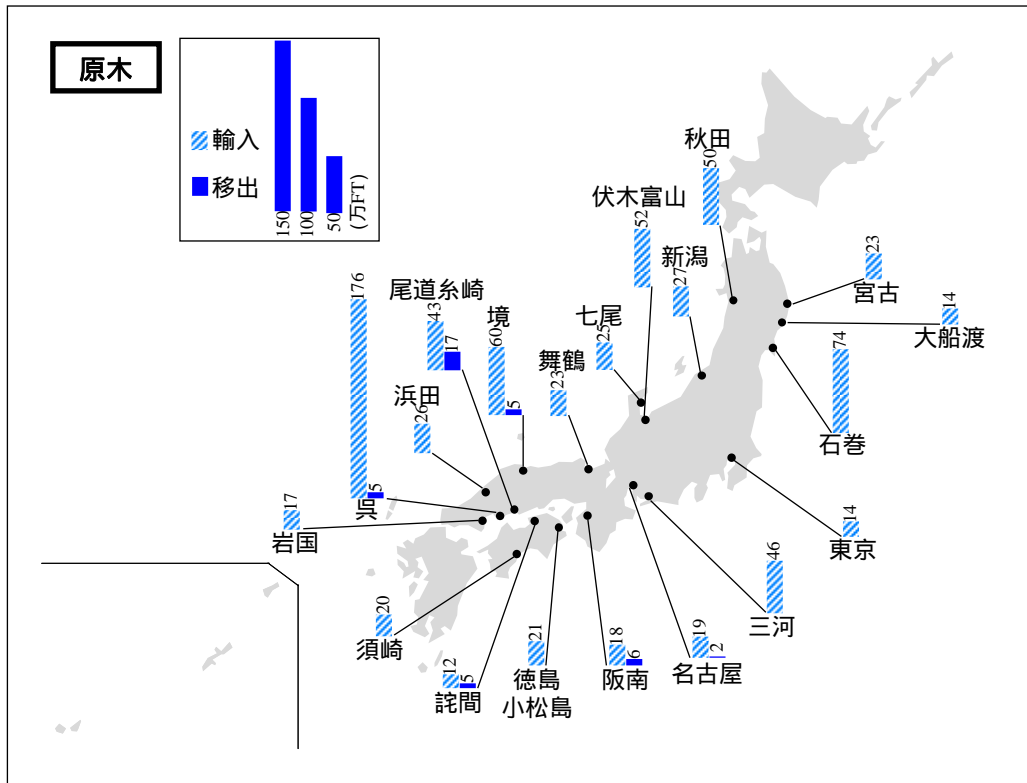 原木
輸入
移出
150
100
50
(万FT)
秋田
50
伏木富山
52
新潟
27
宮古
23
大船渡
14
石巻
74
尾道糸崎
43
17
境
60
5
七尾
25
舞鶴
23
浜田
26
176
呉
5
岩国
17
東京
14
三河
46
須崎
20
詫間
12
5
徳島
小松島
21
阪南
18
6
名古屋
19
2